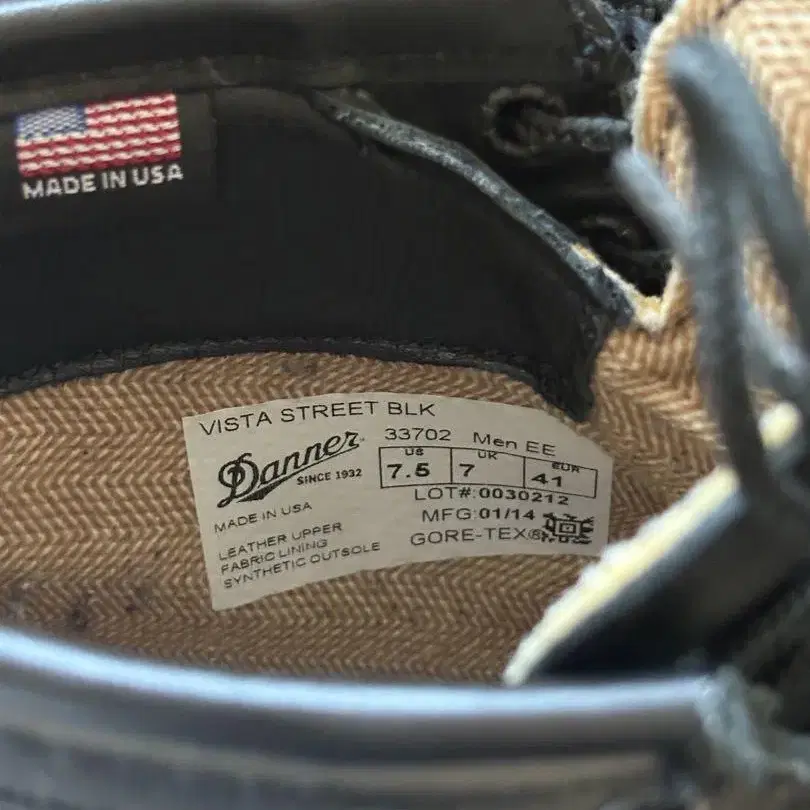 MADE IN USA
VISTA STREET BLK
Danner
SINCE 1932
33702 Men EE
US UK EUR
7.5 7 41
LOT#:0030212
MFG:01/14
GORE-TEX®
MADE IN USA
LEATHER UPPER
FABRIC LINING
SYNTHETIC OUTSOLE